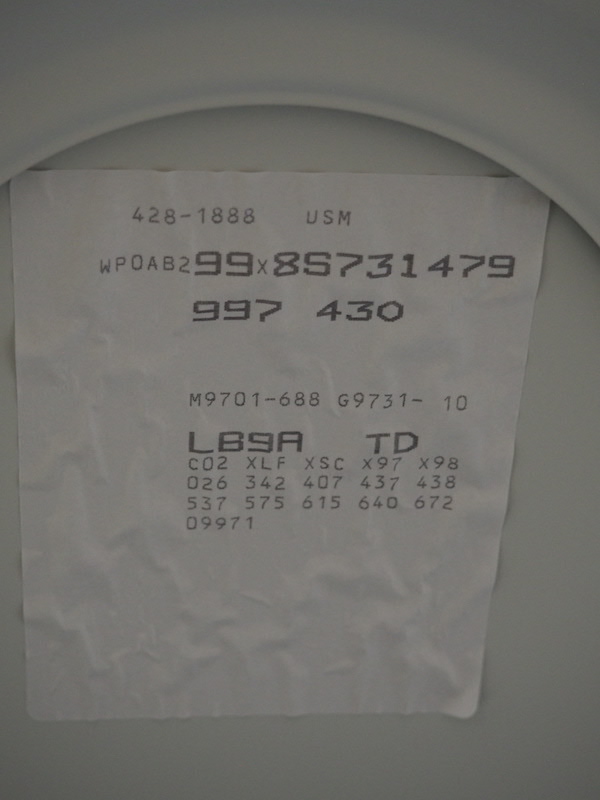 428-1888 USM
WP0AB299X8S731479
997 430
M9701-688 G9731- 10
LB9A TD
C02 XLF XSC X97 X98
026 342 407 437 438
537 575 615 640 672
09971